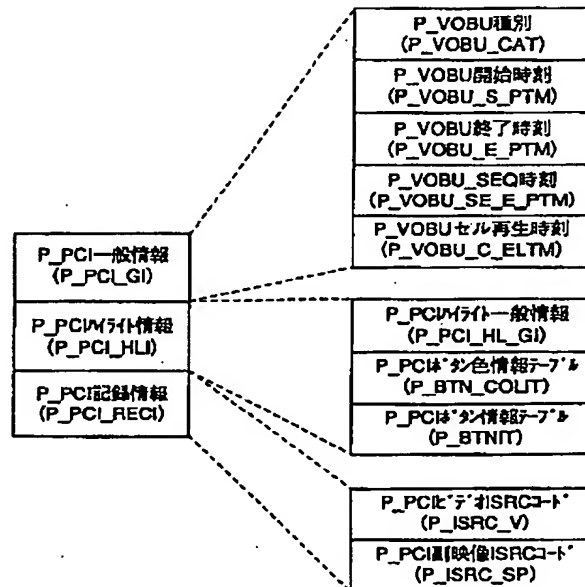 P_PCI一般情報
(P_PCI_GI)
P_PCIハイライト情報
(P_PCI_HLI)
P_PCI記録情報
(P_PCI_RECI)
P_VOBU種別
(P_VOBU_CAT)
P_VOBU開始時刻
(P_VOBU_S_PTM)
P_VOBU終了時刻
(P_VOBU_E_PTM)
P_VOBU_SEQ時刻
(P_VOBU_SE_E_PTM)
P_VOBUセル再生時刻
(P_VOBU_C_ELTM)
P_PCIハイライト一般情報
(P_PCI_HL_GI)
P_PCIボタン色情報テーブル
(P_BTN_COLIT)
P_PCIボタン情報テーブル
(P_BTNIT)
P_PCIビデオISRCコード
(P_ISRC_V)
P_PCI副映像ISRCコード
(P_ISRC_SP)